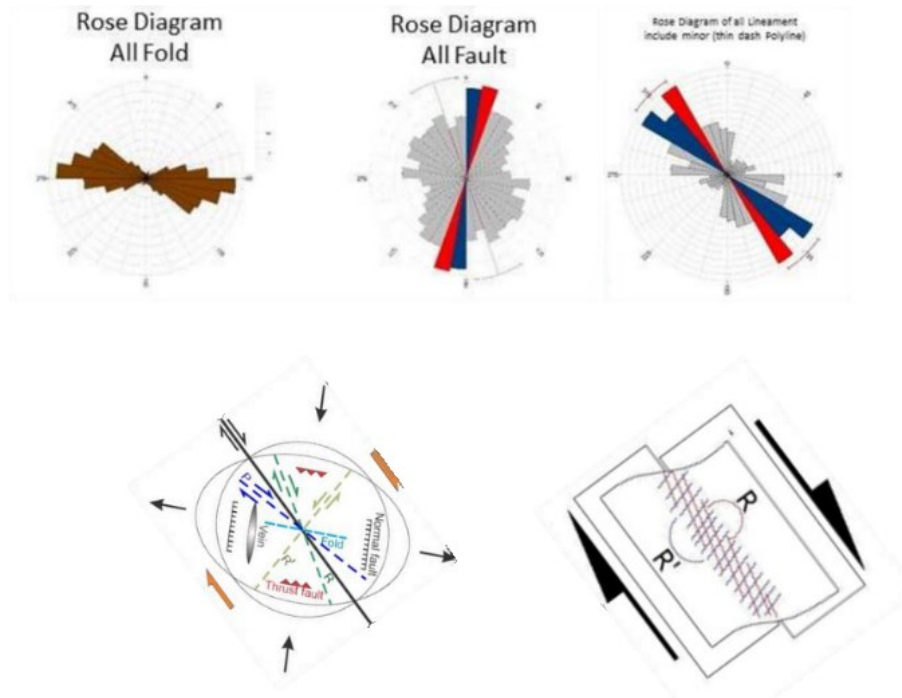 Rose Diagram
All Fold
Rose Diagram
All Fault
Rose Diagram of all Lineament
include minor (thin dash Polyline)
P
Vein
Fold
Normal fault
R'
R
Thrust fault
R
R'